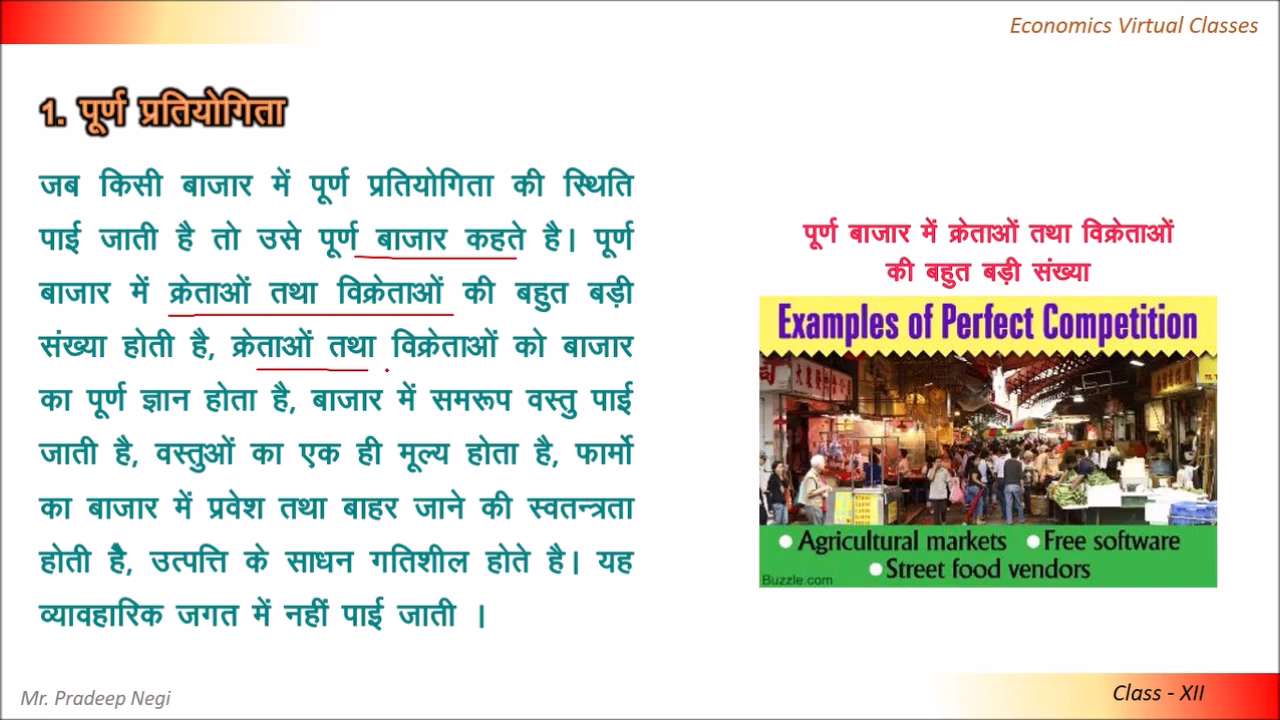 Economics Virtual Classes
1. पूर्ण प्रतियोगिता
जब किसी बाजार में पूर्ण प्रतियोगिता की स्थिति
पाई जाती है तो उसे पूर्ण बाजार कहते है। पूर्ण
बाजार में क्रेताओं तथा विक्रेताओं की बहुत बड़ी
संख्या होती है, क्रेताओं तथा विक्रेताओं को बाजार
का पूर्ण ज्ञान होता है, बाजार में समरूप वस्तु पाई
जाती है, वस्तुओं का एक ही मूल्य होता है, फार्मो
का बाजार में प्रवेश तथा बाहर जाने की स्वतन्त्रता
होती है, उत्पत्ति के साधन गतिशील होते है। यह
व्यावहारिक जगत में नहीं पाई जाती ।
पूर्ण बाजार में क्रेताओं तथा विक्रेताओं
की बहुत बड़ी संख्या
Examples of Perfect Competition
Agricultural markets
Free software
Street food vendors
Buzzle.com
Mr. Pradeep Negi
Class - XII